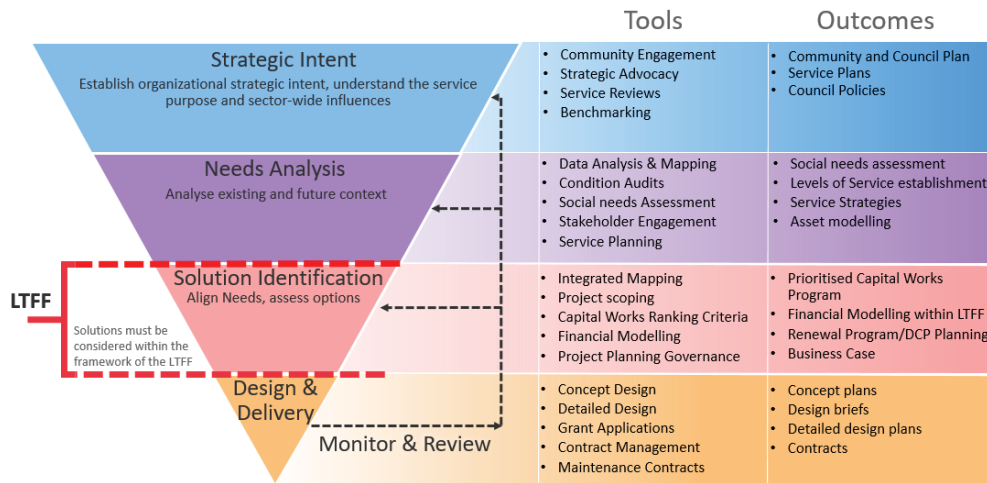 Tools
Outcomes
Strategic Intent
Establish organizational strategic intent, understand the service
purpose and sector-wide influences
• Community Engagement
• Strategic Advocacy
• Service Reviews
• Benchmarking
• Community and Council Plan
• Service Plans
• Council Policies
Needs Analysis
Analyse existing and future context
• Data Analysis & Mapping
• Condition Audits
• Social needs Assessment
• Stakeholder Engagement
• Service Planning
• Social needs assessment
• Levels of Service establishment
• Service Strategies
• Asset modelling
LTFF
Solutions must be
considered within the
framework of the LTFF
Solution Identification
Align Needs, assess options
• Integrated Mapping
• Project scoping
• Capital Works Ranking Criteria
• Financial Modelling
• Project Planning Governance
• Prioritised Capital Works
Program
• Financial Modelling within LTFF
• Renewal Program/DCP Planning
• Business Case
Design &
Delivery
Monitor & Review
• Concept Design
• Detailed Design
• Grant Applications
• Contract Management
• Maintenance Contracts
• Concept plans
• Design briefs
• Detailed design plans
• Contracts